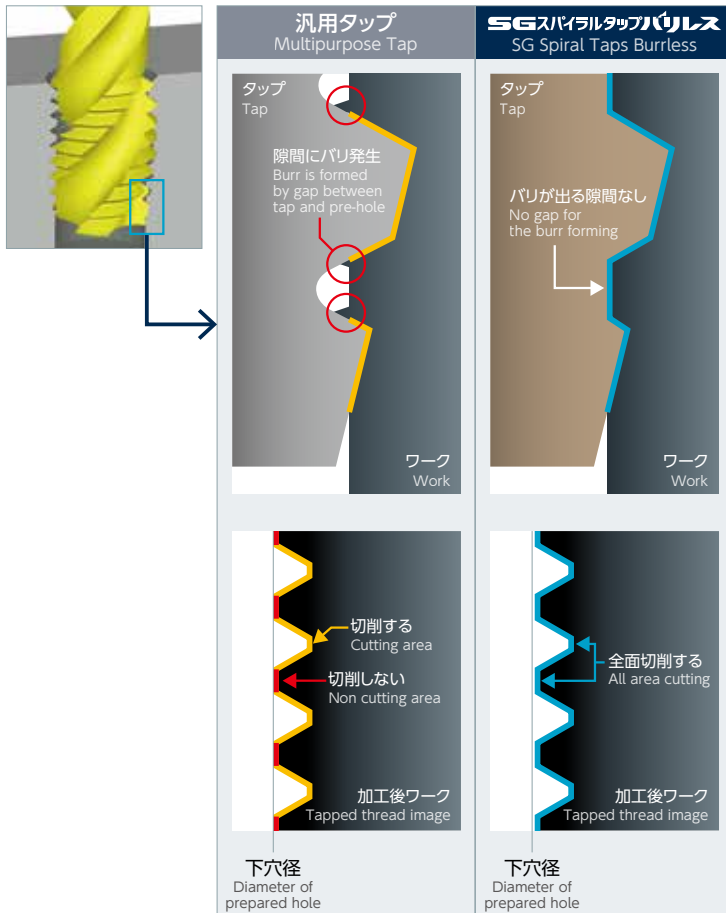 汎用タップ
Multipurpose Tap
SGスパイラルタップバリレス
SG Spiral Taps Burrless
タップ
Tap
隙間にバリ発生
Burr is formed
by gap between
tap and pre-hole
ワーク
Work
タップ
Tap
バリが出る隙間なし
No gap for
the burr forming
ワーク
Work
切削する
Cutting area
切削しない
Non cutting area
加工後ワーク
Tapped thread image
下穴径
Diameter of
prepared hole
全面切削する
All area cutting
加工後ワーク
Tapped thread image
下穴径
Diameter of
prepared hole